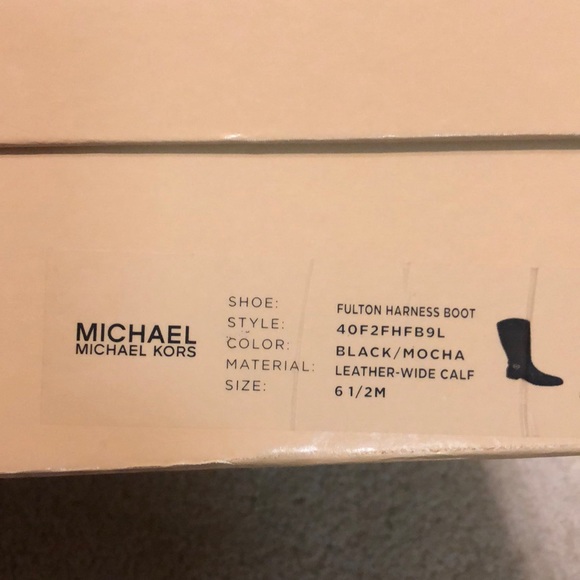 MICHAEL
MICHAEL KORS
SHOE: FULTON HARNESS BOOT
STYLE: 40F2FHFB9L
COLOR: BLACK/MOCHA
MATERIAL: LEATHER-WIDE CALF
SIZE: 6 1/2M